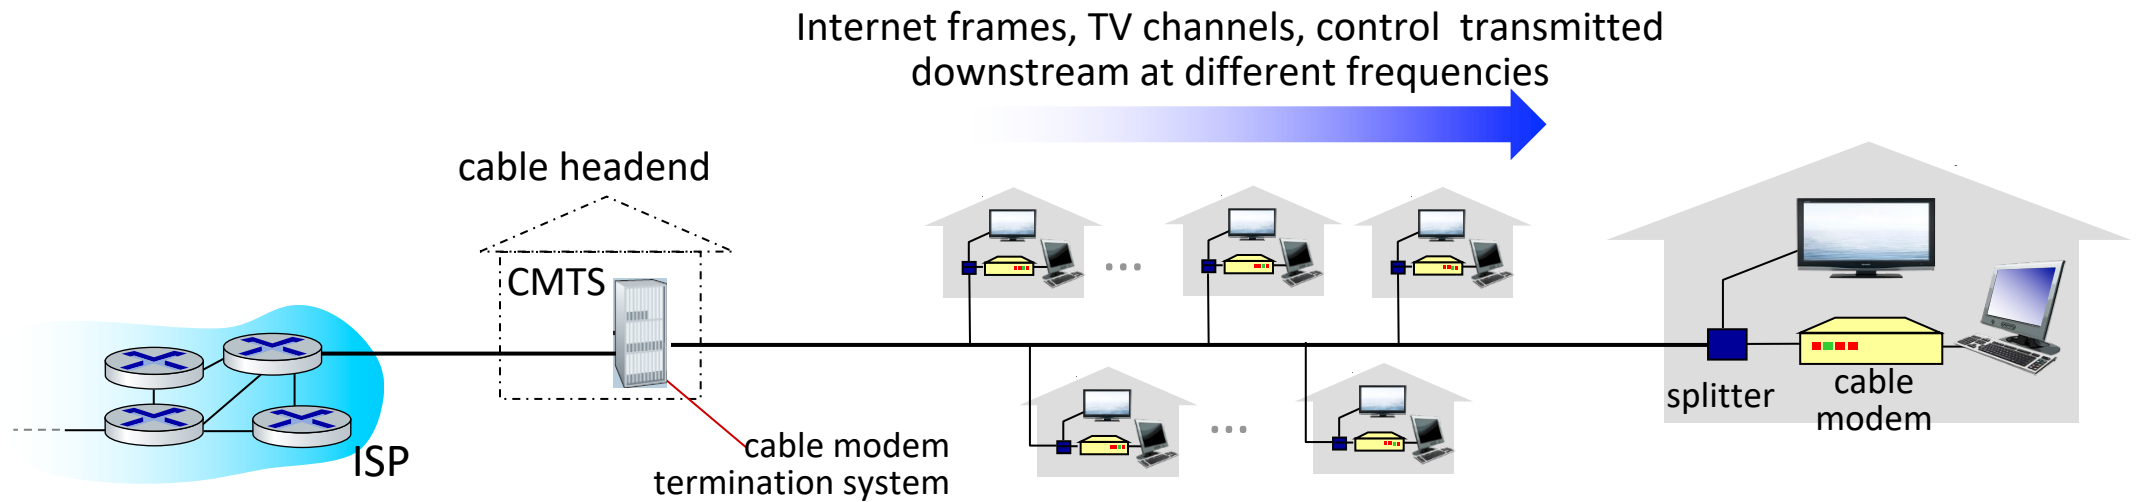 Internet frames, TV channels, control  transmitted
downstream at different frequencies
cable headend
CMTS
ISP
cable modem
termination system
splitter
cable
modem